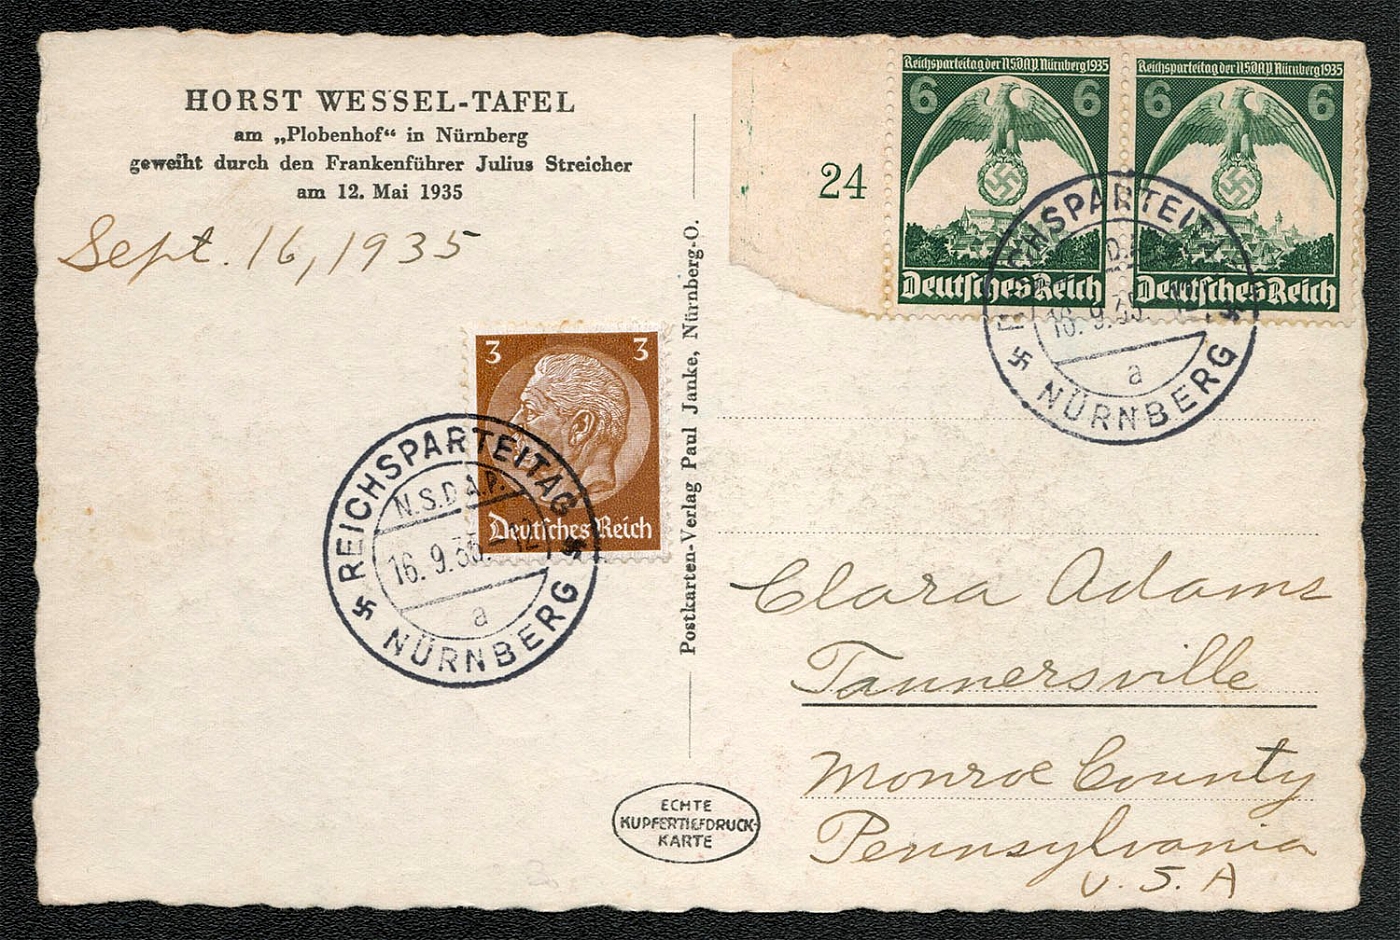 HORST WESSEL-TAFEL
am „Plobenhof“ in Nürnberg
geweiht durch den Frankenführer Julius Streicher
am 12. Mai 1935
Sept. 16, 1935
3 3
Deutsches Reich
REICHSPARTEITAG
N.S.D.A.P.
16. 9. 35. - 12
a
NÜRNBERG
Postkarten-Verlag Paul Janke, Nürnberg-O.
ECHTE
KUPFERTIEFDRUCK-
KARTE
24
Reichsparteitag der N.S.D.A.P. Nürnberg 1935
6 6
Deutsches Reich
Reichsparteitag der N.S.D.A.P. Nürnberg 1935
6 6
Deutsches Reich
REICHSPARTEITAG
16. 9. 35. - 12
a
NÜRNBERG
Clara Adams
Tannersville
Monroe County
Pennsylvania
U. S. A